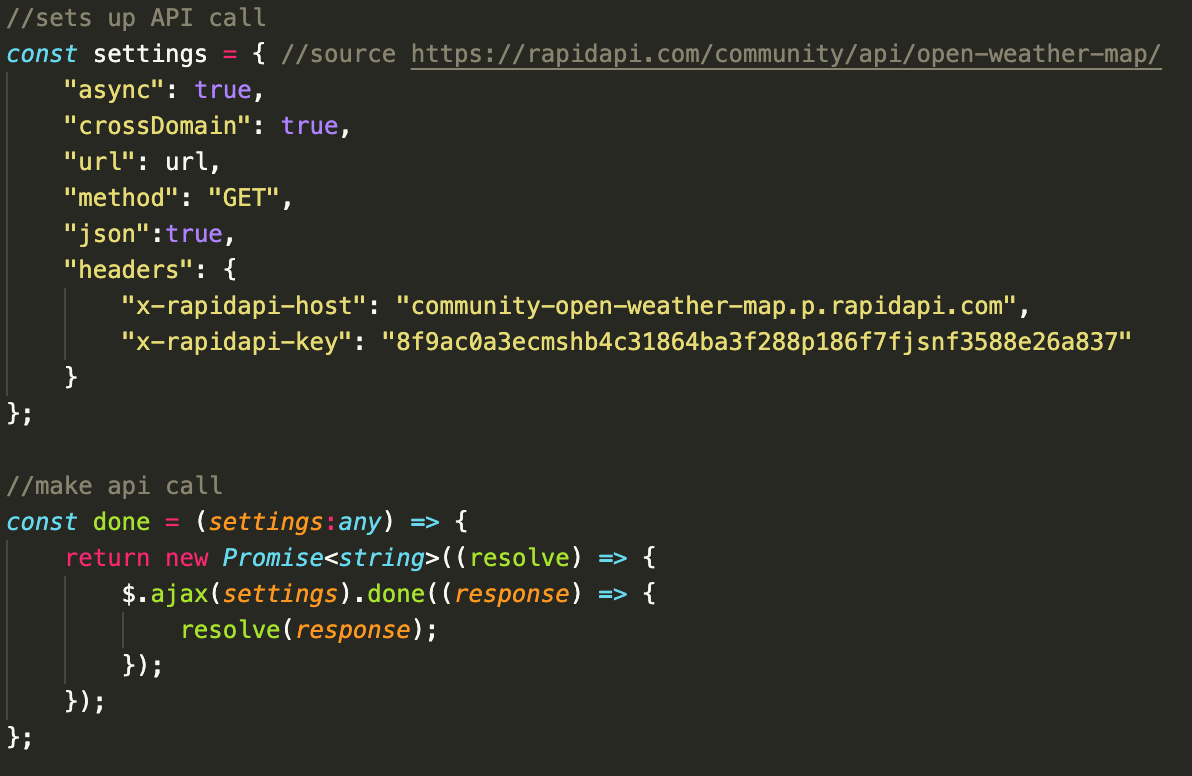 //sets up API call
const settings = { //source https://rapidapi.com/community/api/open-weather-map/
    "async": true,
    "crossDomain": true,
    "url": url,
    "method": "GET",
    "json":true,
    "headers": {
        "x-rapidapi-host": "community-open-weather-map.p.rapidapi.com",
        "x-rapidapi-key": "8f9ac0a3ecmshb4c31864ba3f288p186f7fjsnf3588e26a837"
    }
};

//make api call
const done = (settings:any) => {
    return new Promise<string>((resolve) => {
        $.ajax(settings).done((response) => {
            resolve(response);
        });
    });
};